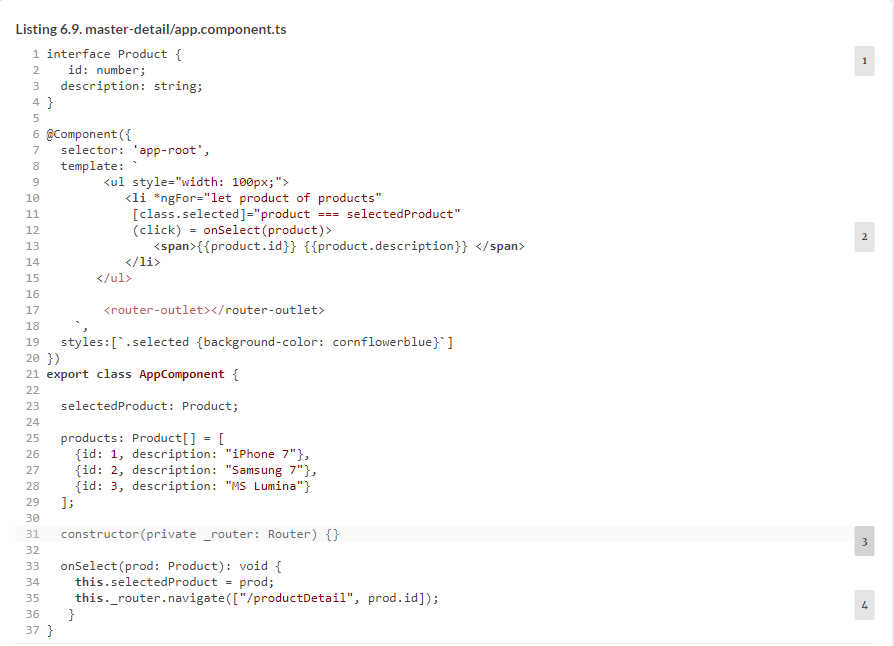 Listing 6.9. master-detail/app.component.ts
1 interface Product { 1
2    id: number;
3   description: string;
4 }
5
6 @Component({
7   selector: 'app-root',
8   template: `
9         <ul style="width: 100px;">
10            <li *ngFor="let product of products"
11             [class.selected]="product === selectedProduct"
12             (click) = onSelect(product)>
13                <span>{{product.id}} {{product.description}} </span> 2
14            </li>
15        </ul>
16
17         <router-outlet></router-outlet>
18     `,
19   styles:[`.selected {background-color: cornflowerblue}`]
20 })
21 export class AppComponent {
22
23   selectedProduct: Product;
24
25   products: Product[] = [
26     {id: 1, description: "iPhone 7"},
27     {id: 2, description: "Samsung 7"},
28     {id: 3, description: "MS Lumina"}
29   ];
30
31   constructor(private _router: Router) {} 3
32
33   onSelect(prod: Product): void {
34     this.selectedProduct = prod;
35     this._router.navigate(["/productDetail", prod.id]); 4
36    }
37 }